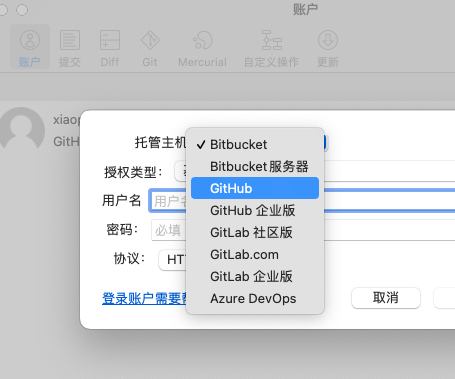 账户
账户 提交 Diff Git Mercurial 自定义操作 更新
xiaop
GitHu
托管主机
✓ Bitbucket
Bitbucket服务器
GitHub
GitHub 企业版
GitLab 社区版
GitLab.com
GitLab 企业版
Azure DevOps
授权类型：
用户名 用户名
密码： 必填
协议： HTT
登录账户需要帮
取消